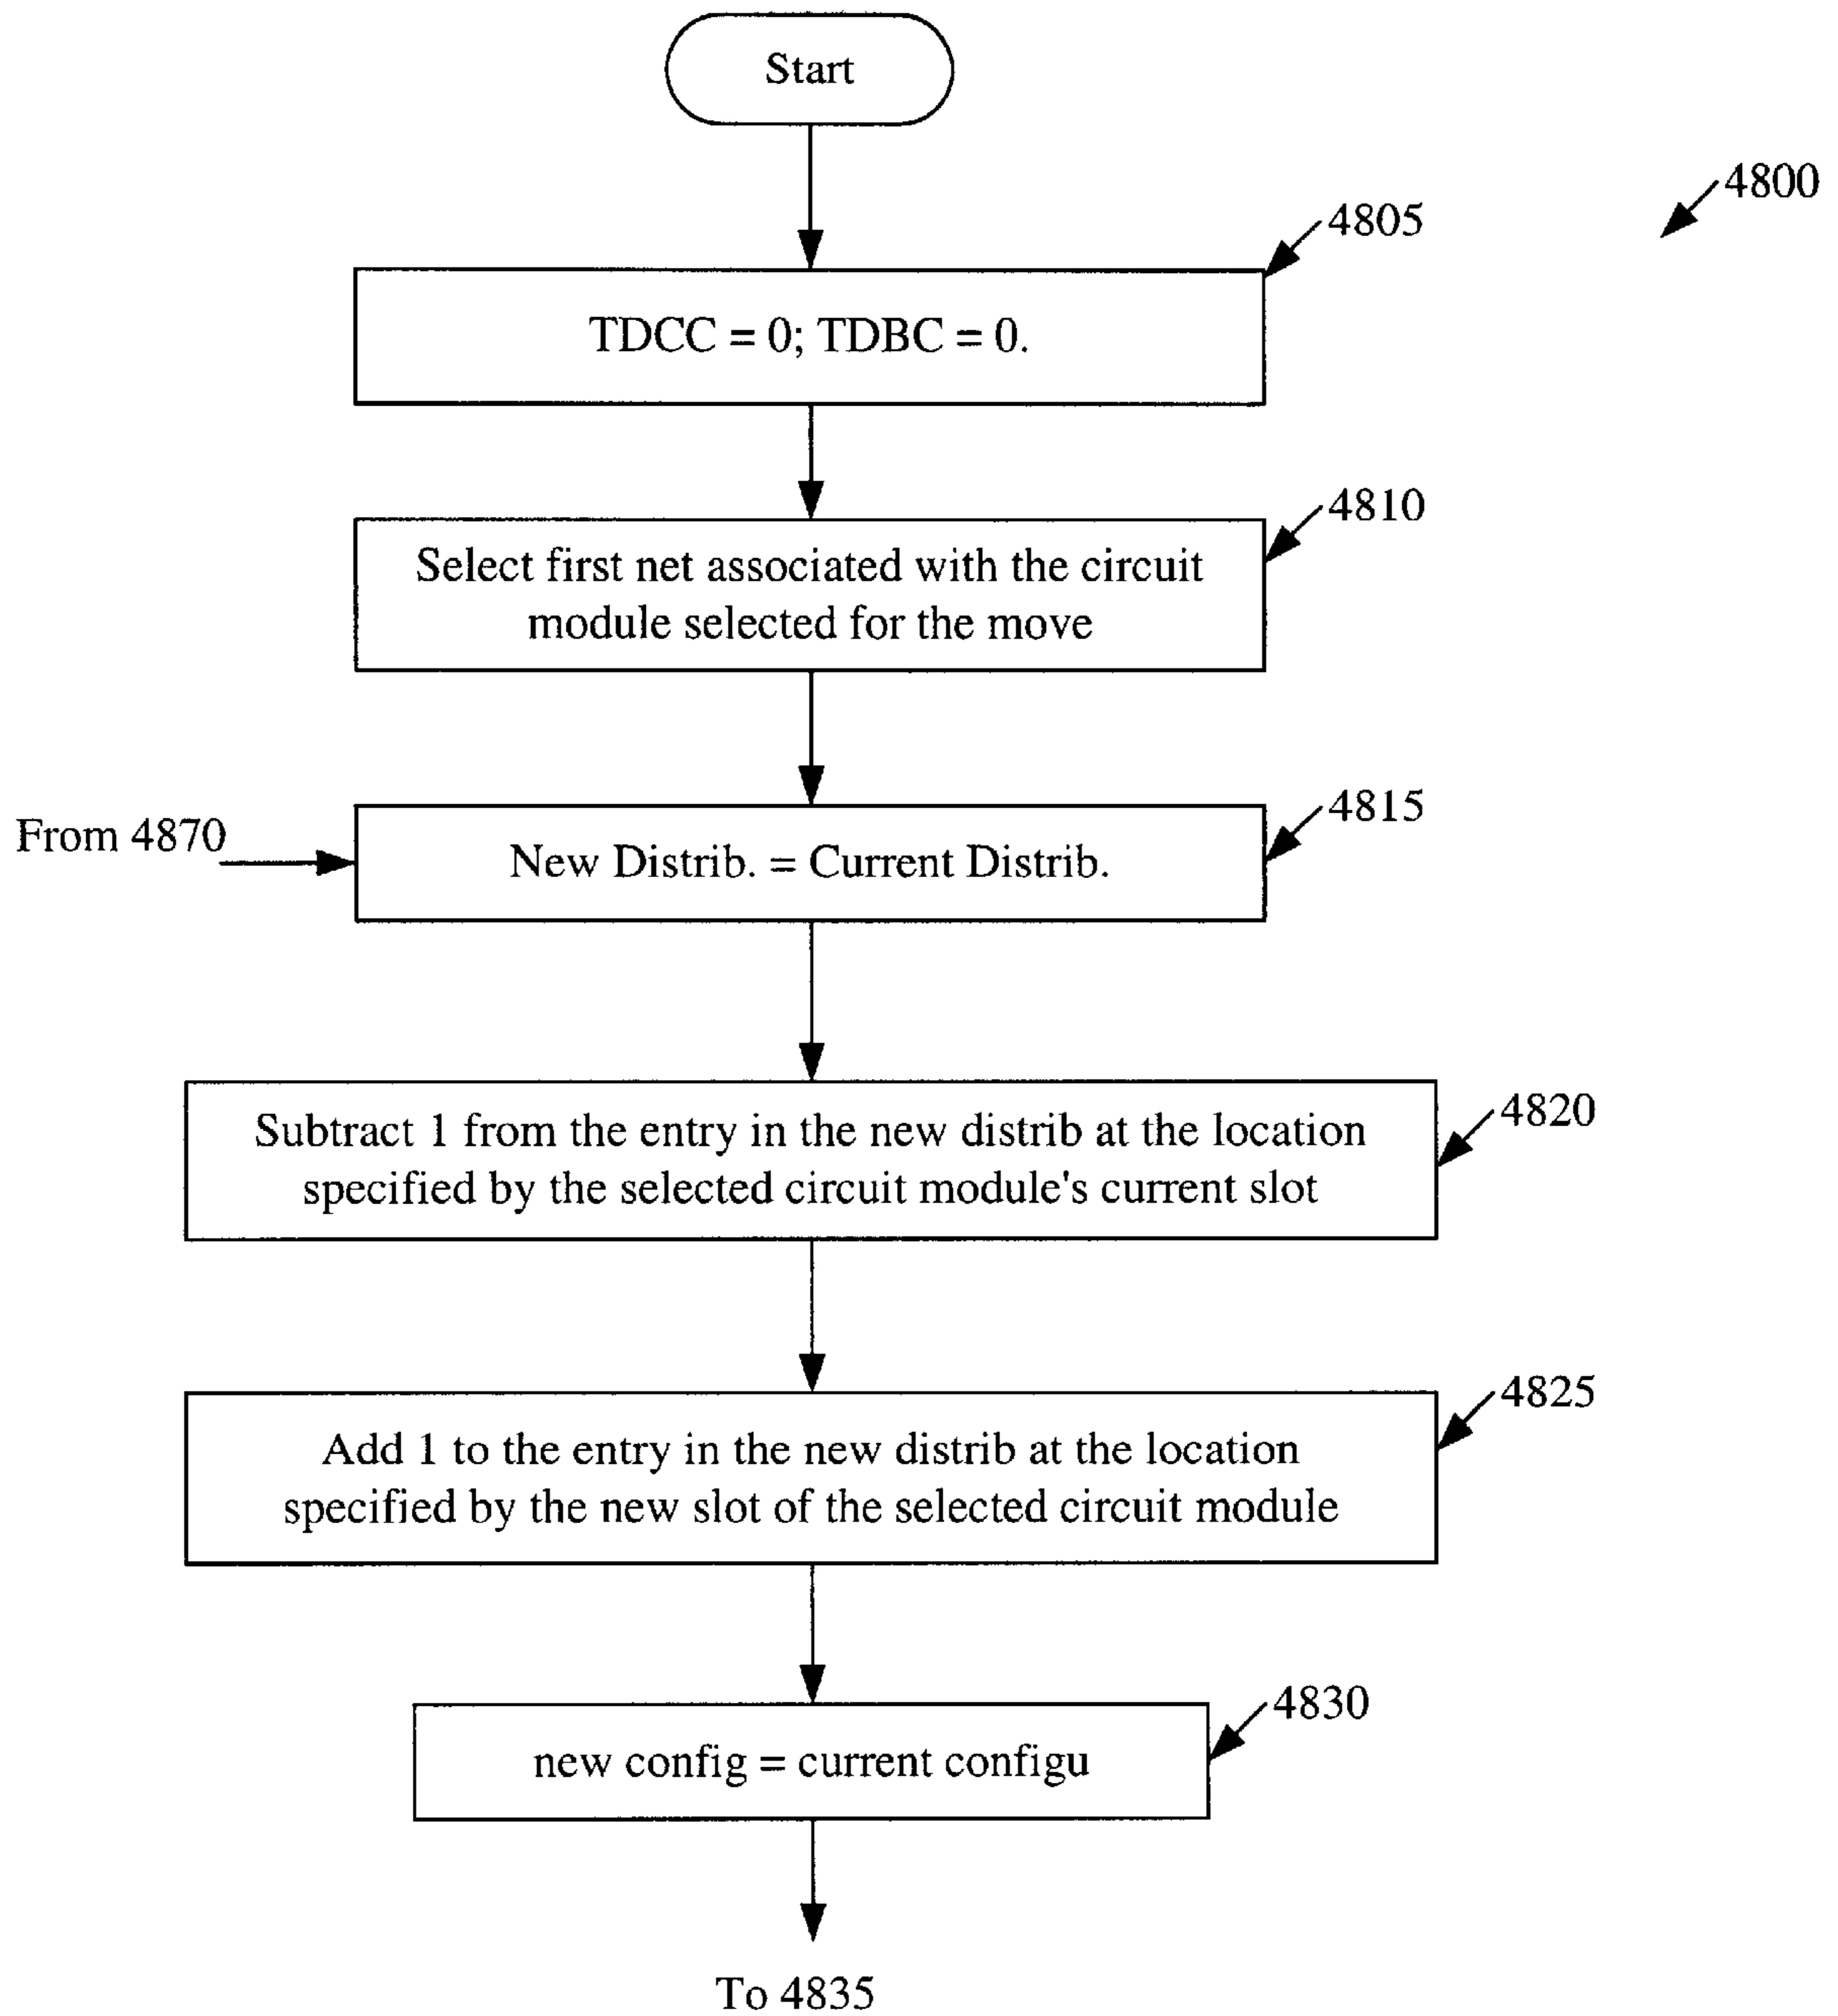 Start
4800
4805
TDCC = 0; TDBC = 0.
4810
Select first net associated with the circuit
module selected for the move
4815
From 4870
New Distrib. = Current Distrib.
4820
Subtract 1 from the entry in the new distrib at the location
specified by the selected circuit module's current slot
4825
Add 1 to the entry in the new distrib at the location
specified by the new slot of the selected circuit module
4830
new config = current configu
To 4835